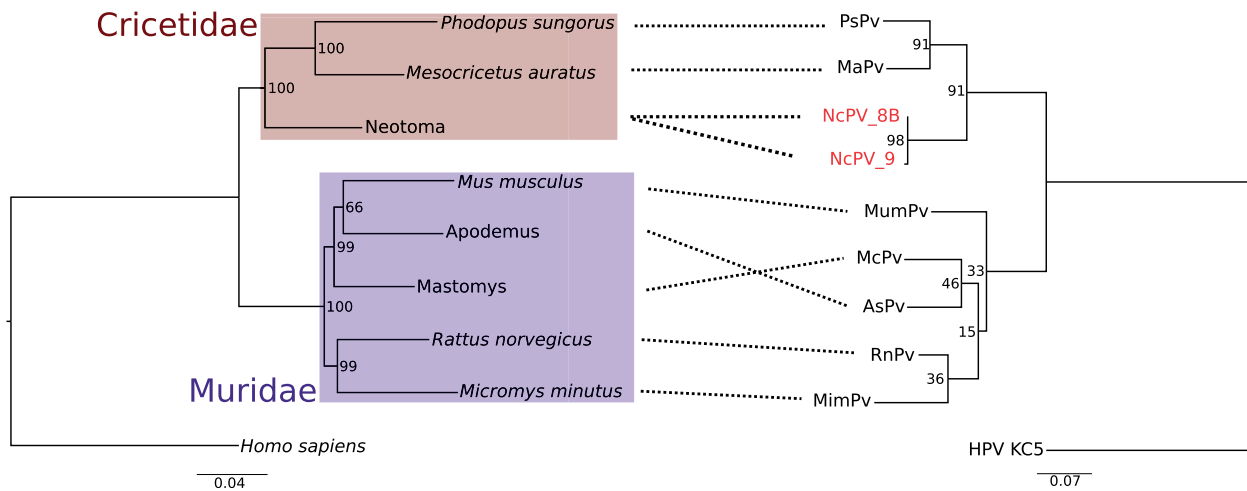 Cricetidae
Phodopus sungorus
PsPv
100
91
Mesocricetus auratus
MaPv
100
91
Neotoma
NcPV_8B
98
NcPV_9
Mus musculus
66
MumPv
Apodemus
99
McPv
Mastomys
33
46
100
AsPv
Rattus norvegicus
15
RnPv
99
36
Muridae
Micromys minutus
MimPv
Homo sapiens
HPV KC5
0.04
0.07